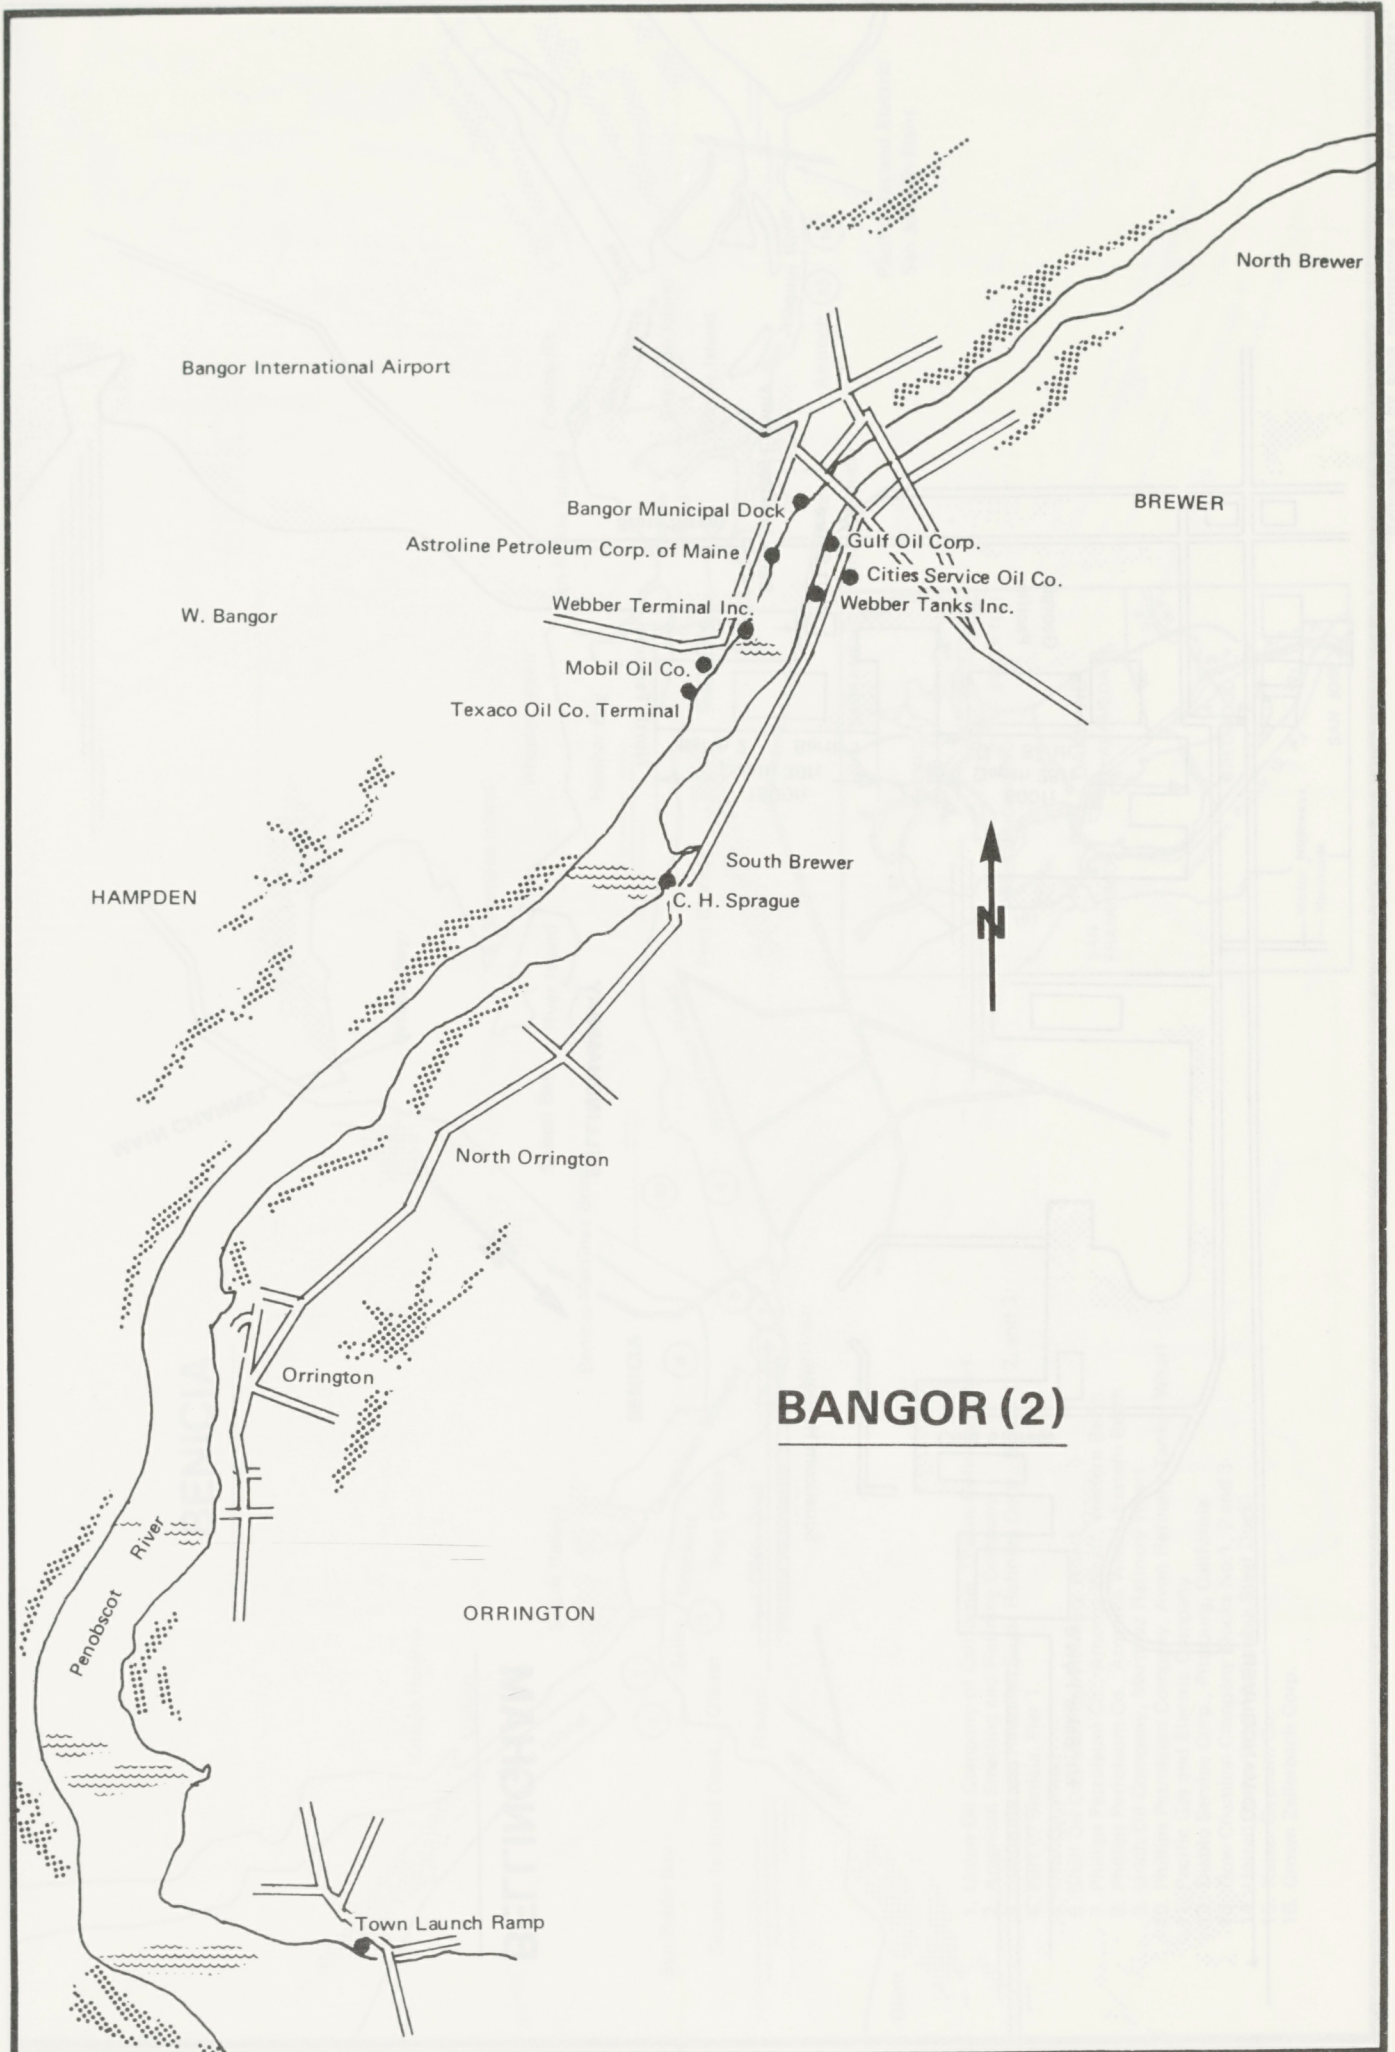 North Brewer
Bangor International Airport
BREWER
Bangor Municipal Dock
Gulf Oil Corp.
Astroline Petroleum Corp. of Maine
Cities Service Oil Co.
Webber Terminal Inc.
Webber Tanks Inc.
W. Bangor
Mobil Oil Co.
Texaco Oil Co. Terminal
South Brewer
HAMPDEN
C. H. Sprague
N
North Orrington
Orrington
BANGOR (2)
Penobscot River
ORRINGTON
Town Launch Ramp